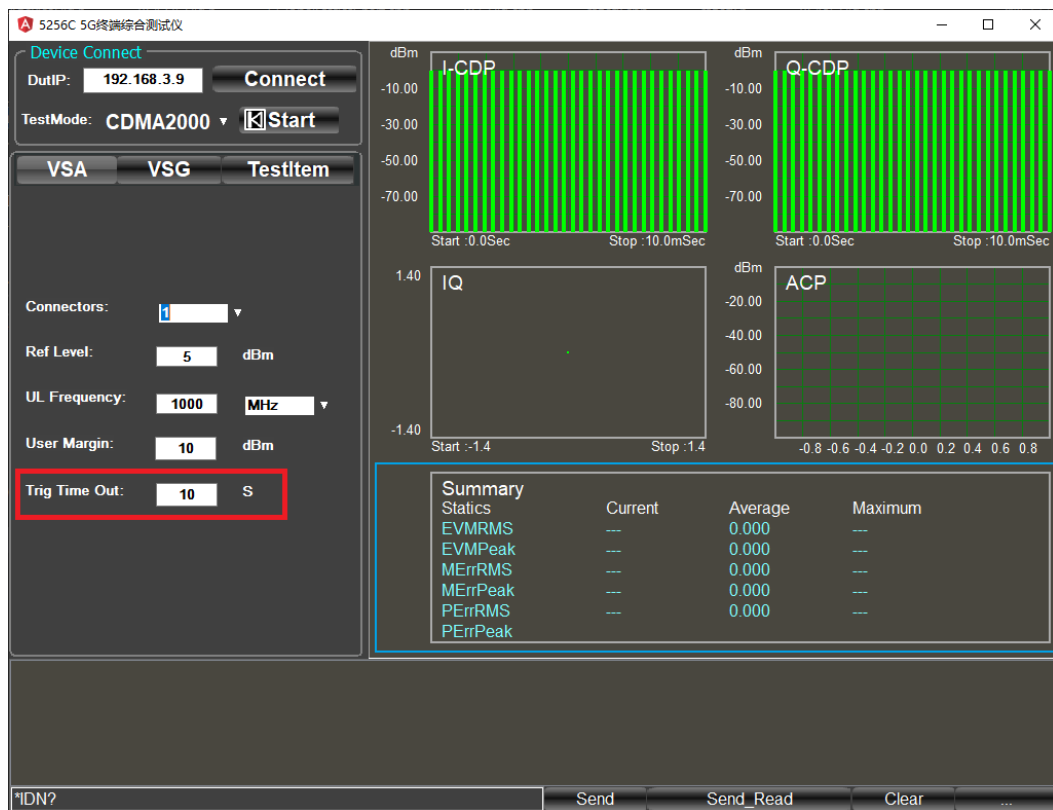 5256C 5G终端综合测试仪
Device Connect
DutIP: 192.168.3.9 Connect
TestMode: CDMA2000 Start
VSA VSG TestItem
Connectors: 1
Ref Level: 5 dBm
UL Frequency: 1000 MHz
User Margin: 10 dBm
Trig Time Out: 10 S
dBm
I-CDP
-10.00
-30.00
-50.00
-70.00
Start :0.0Sec Stop :10.0mSec
dBm
Q-CDP
-10.00
-30.00
-50.00
-70.00
Start :0.0Sec Stop :10.0mSec
1.40
IQ
-1.40
Start :-1.4 Stop :1.4
dBm
ACP
-20.00
-40.00
-60.00
-80.00
-0.8 -0.6 -0.4 -0.2 0.0 0.2 0.4 0.6 0.8
Summary
Statics Current Average Maximum
EVMRMS --- 0.000 ---
EVMPeak --- 0.000 ---
MErrRMS --- 0.000 ---
MErrPeak --- 0.000 ---
PErrRMS --- 0.000 ---
PErrPeak
*IDN? Send Send_Read Clear ...